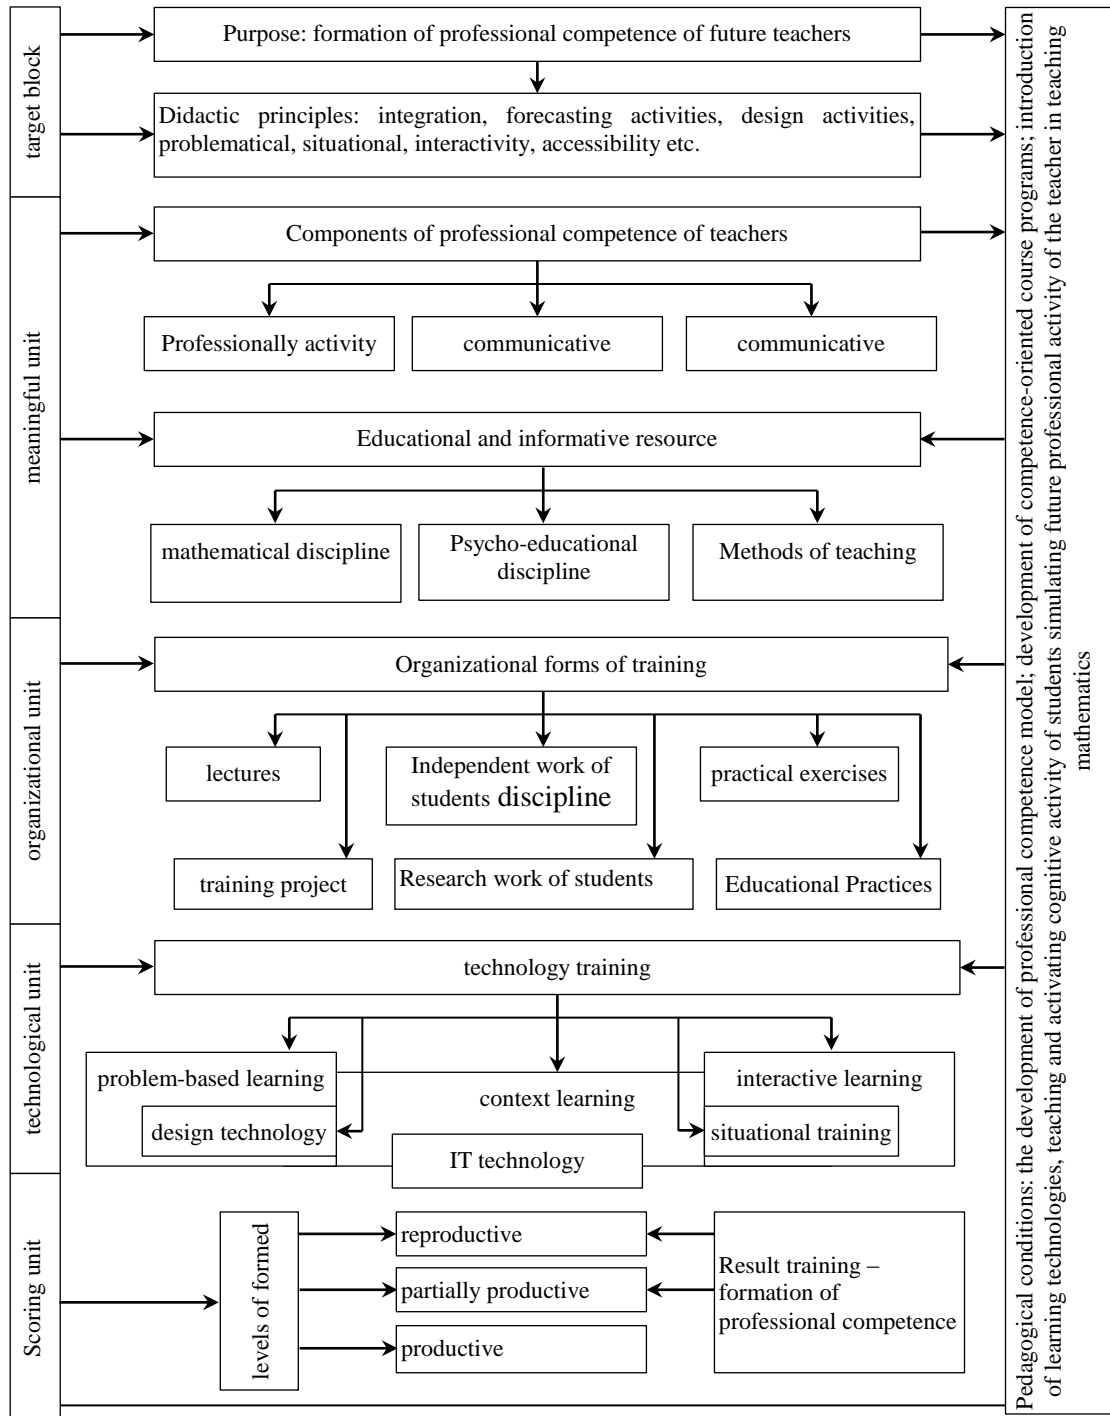 target block
Purpose: formation of professional competence of future teachers
Didactic principles: integration, forecasting activities, design activities,
problematical, situational, interactivity, accessibility etc.
meaningful unit
Components of professional competence of teachers
Professionally activity
communicative
communicative
Educational and informative resource
mathematical discipline
Psycho-educational
discipline
Methods of teaching
organizational unit
Organizational forms of training
lectures
Independent work of
students discipline
practical exercises
training project
Research work of students
Educational Practices
technological unit
technology training
problem-based learning
context learning
interactive learning
design technology
situational training
IT technology
Scoring unit
levels of formed
reproductive
partially productive
productive
Result training –
formation of
professional competence
Pedagogical conditions: the development of professional competence model; development of competence-oriented course programs; introduction
of learning technologies, teaching and activating cognitive activity of students simulating future professional activity of the teacher in teaching
mathematics